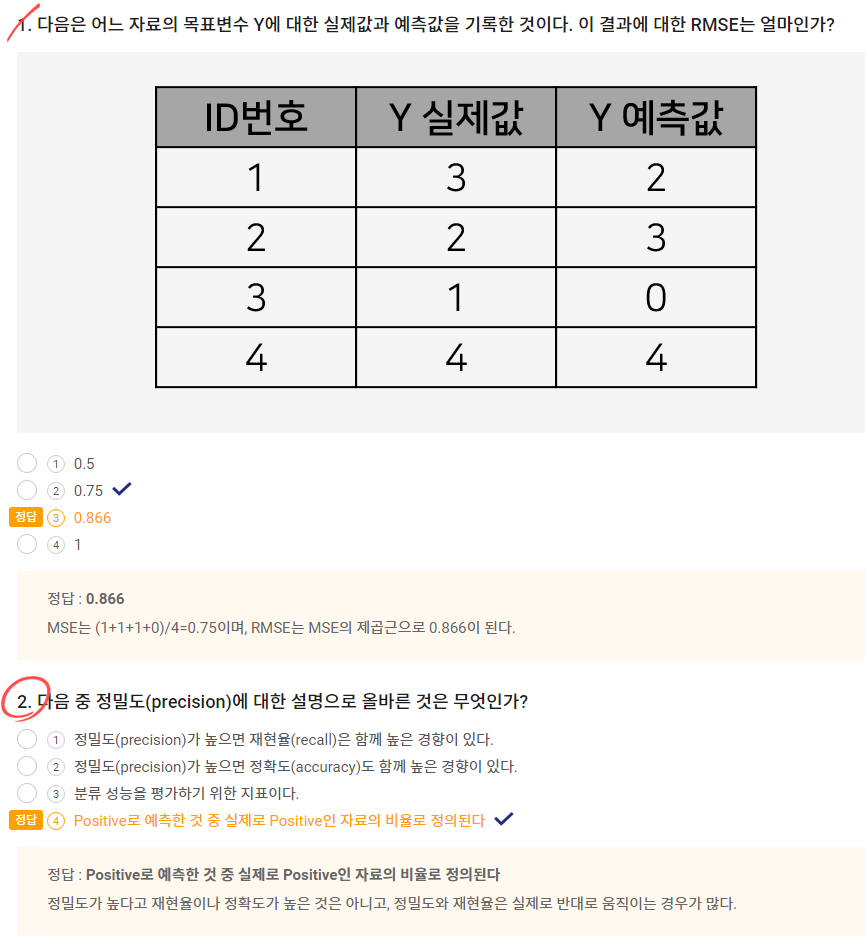 1. 다음은 어느 자료의 목표변수 Y에 대한 실제값과 예측값을 기록한 것이다. 이 결과에 대한 RMSE는 얼마인가?
ID번호 Y 실제값 Y 예측값
1 3 2
2 2 3
3 1 0
4 4 4
1 0.5
2 0.75
정답 3 0.866
4 1
정답 : 0.866
MSE는 (1+1+1+0)/4=0.75이며, RMSE는 MSE의 제곱근으로 0.866이 된다.
2. 다음 중 정밀도(precision)에 대한 설명으로 올바른 것은 무엇인가?
1 정밀도(precision)가 높으면 재현율(recall)은 함께 높은 경향이 있다.
2 정밀도(precision)가 높으면 정확도(accuracy)도 함께 높은 경향이 있다.
3 분류 성능을 평가하기 위한 지표이다.
정답 4 Positive로 예측한 것 중 실제로 Positive인 자료의 비율로 정의된다
정답 : Positive로 예측한 것 중 실제로 Positive인 자료의 비율로 정의된다
정밀도가 높다고 재현율이나 정확도가 높은 것은 아니고, 정밀도와 재현율은 실제로 반대로 움직이는 경우가 많다.